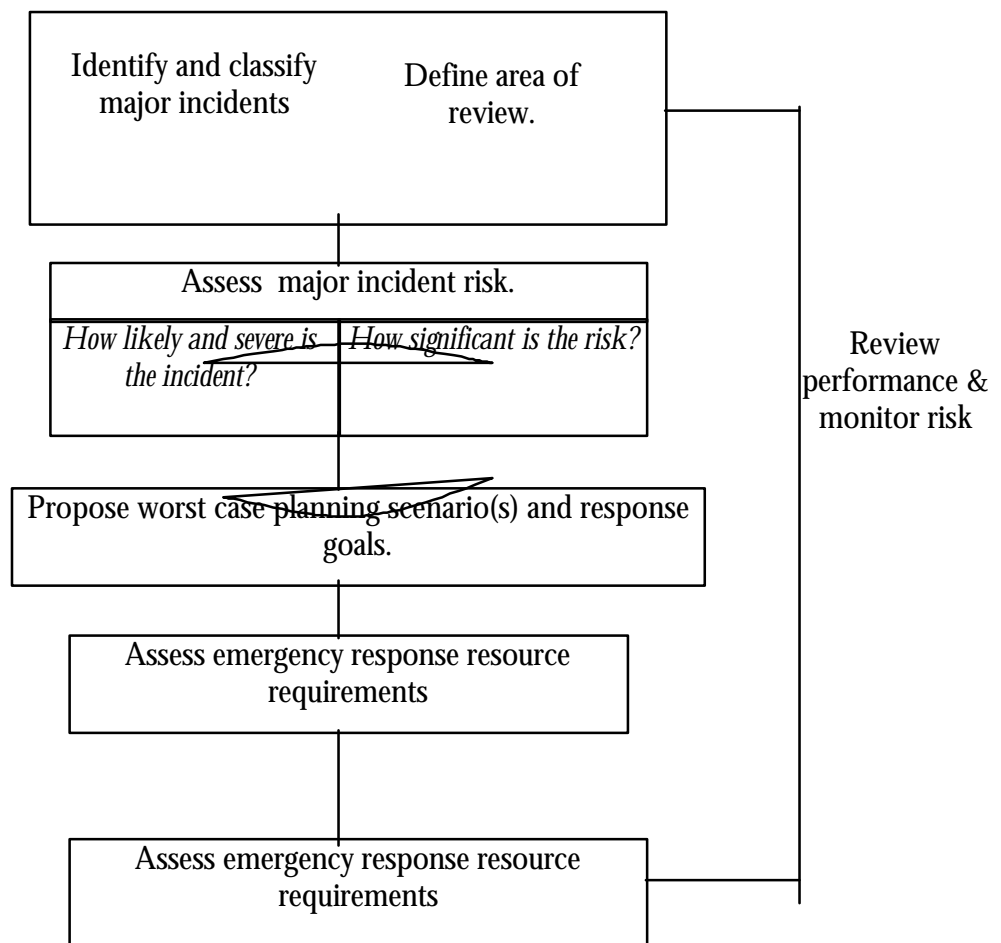 Identify and classify
major incidents
Define area of
review.
Assess major incident risk.
How likely and severe is
the incident?
How significant is the risk?
Review
performance &
monitor risk
Propose worst case planning scenario(s) and response
goals.
Assess emergency response resource
requirements
Assess emergency response resource
requirements